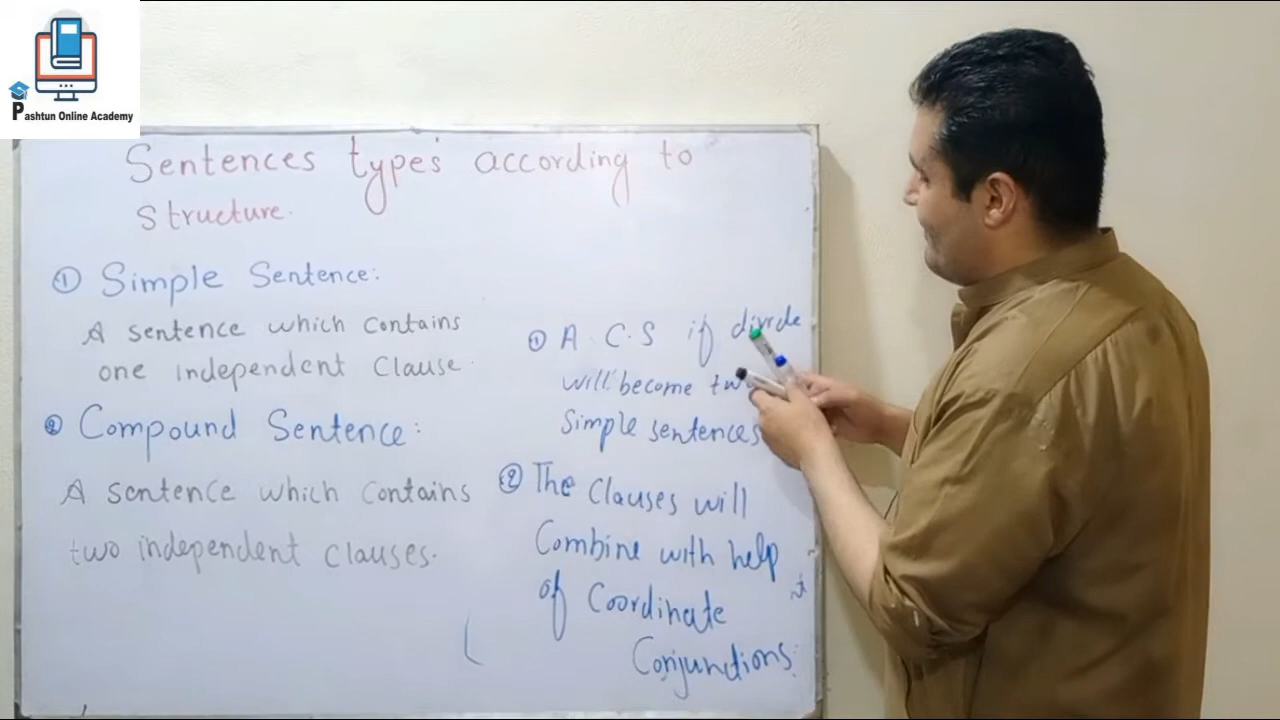 Pashtun Online Academy
Sentences types according to
structure.
① Simple Sentence:
A sentence which contains
one independent Clause.
② Compound Sentence:
A sentence which contains
two independent clauses.
① A.C.S if divide
will become two
Simple sentences
② The Clauses will
Combine with help
of Coordinate
Conjunctions: